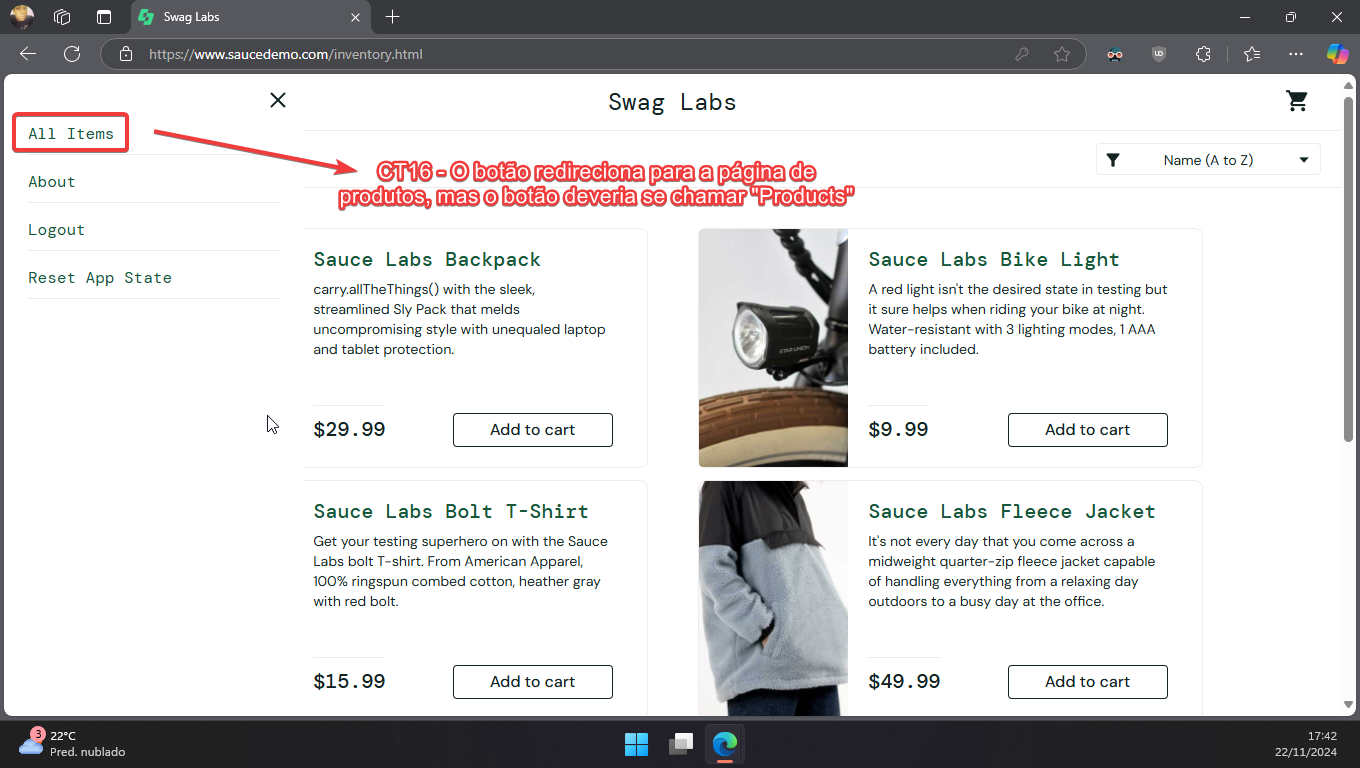 Swag Labs
https://www.saucedemo.com/inventory.html
Swag Labs
All Items
About
Logout
Reset App State
CT16 - O botão redireciona para a página de
produtos, mas o botão deveria se chamar "Products"
Name (A to Z)
Sauce Labs Backpack
carry.allTheThings() with the sleek,
streamlined Sly Pack that melds
uncompromising style with unequaled laptop
and tablet protection.
$29.99
Add to cart
STAR UNION
Sauce Labs Bike Light
A red light isn't the desired state in testing but
it sure helps when riding your bike at night.
Water-resistant with 3 lighting modes, 1 AAA
battery included.
$9.99
Add to cart
Sauce Labs Bolt T-Shirt
Get your testing superhero on with the Sauce
Labs bolt T-shirt. From American Apparel,
100% ringspun combed cotton, heather gray
with red bolt.
$15.99
Add to cart
Sauce Labs Fleece Jacket
It's not every day that you come across a
midweight quarter-zip fleece jacket capable
of handling everything from a relaxing day
outdoors to a busy day at the office.
$49.99
Add to cart
3
22°C
Pred. nublado
17:42
22/11/2024